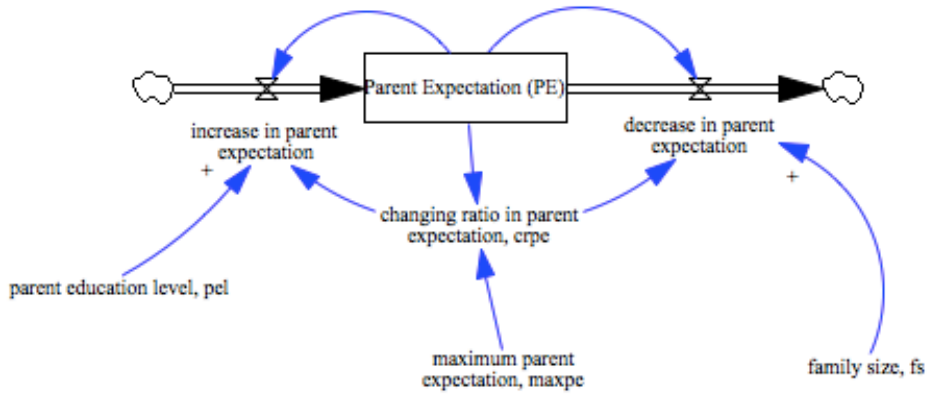 Parent Expectation (PE)
increase in parent
expectation
+
decrease in parent
expectation
+
changing ratio in parent
expectation, crpe
parent education level, pel
maximum parent
expectation, maxpe
family size, fs